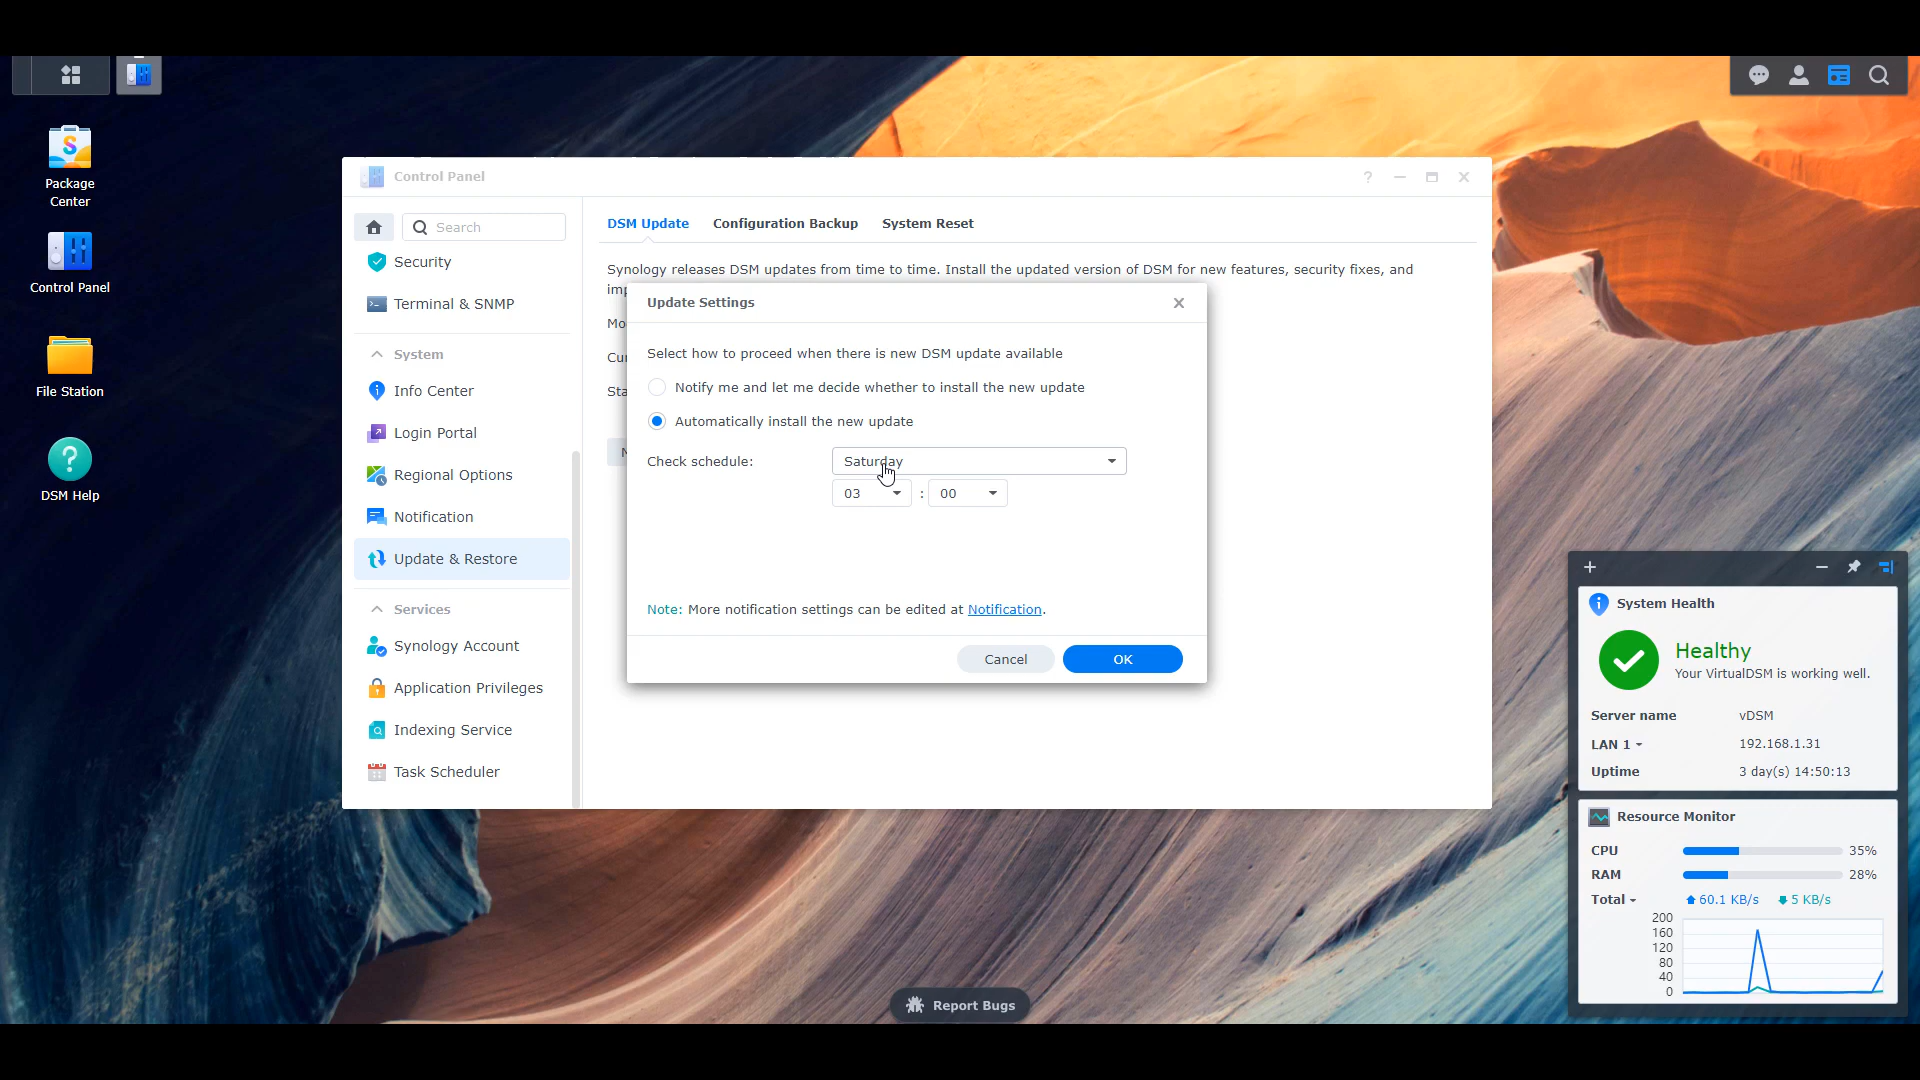 Package
Center
Control Panel
File Station
DSM Help
Control Panel
Search
Security
Terminal & SNMP
System
Info Center
Login Portal
Regional Options
Notification
Update & Restore
Services
Synology Account
Application Privileges
Indexing Service
Task Scheduler
DSM Update Configuration Backup System Reset
Synology releases DSM updates from time to time. Install the updated version of DSM for new features, security fixes, and
Update Settings
Select how to proceed when there is new DSM update available
Notify me and let me decide whether to install the new update
Automatically install the new update
Check schedule: Saturday
03 : 00
Note: More notification settings can be edited at Notification.
Cancel OK
System Health
Healthy
Your VirtualDSM is working well.
Server name vDSM
LAN 1 192.168.1.31
Uptime 3 day(s) 14:50:13
Resource Monitor
CPU 35%
RAM 28%
Total 60.1 KB/s 5 KB/s
200
160
120
80
40
0
Report Bugs